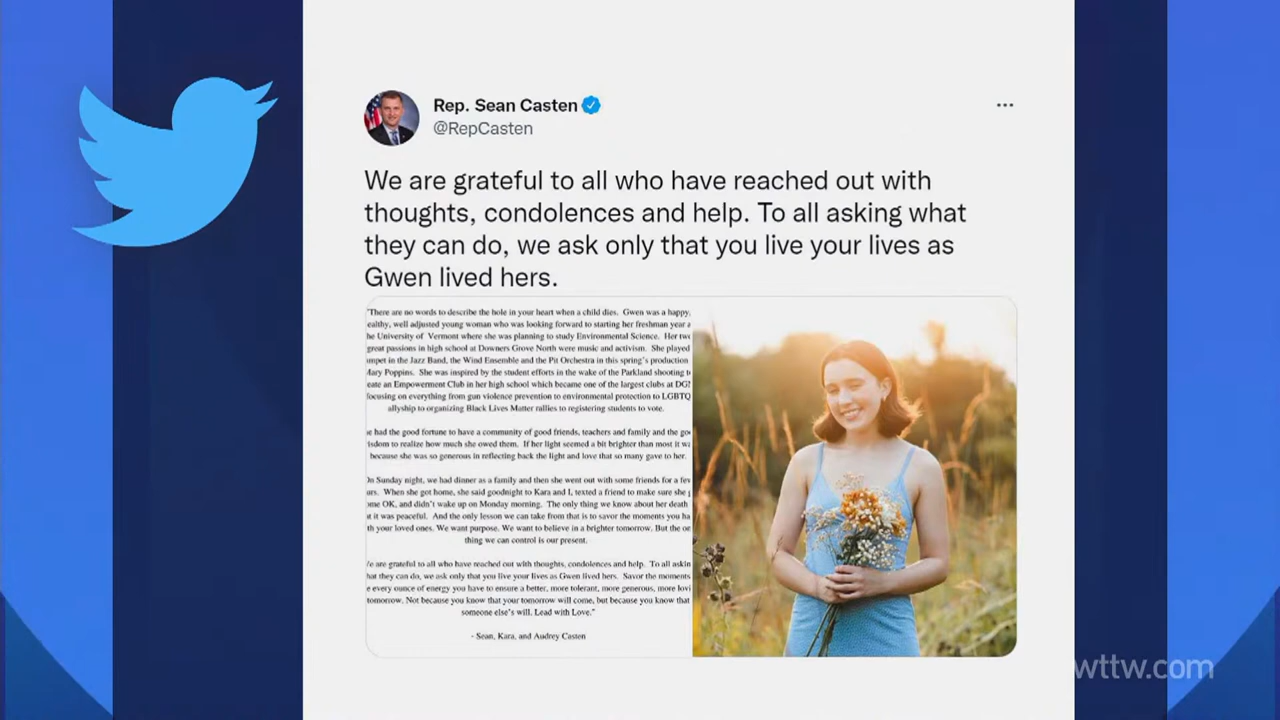 Rep. Sean Casten
@RepCasten
We are grateful to all who have reached out with
thoughts, condolences and help. To all asking what
they can do, we ask only that you live your lives as
Gwen lived hers.
"There are no words to describe the hole in your heart when a child dies. Gwen was a happy,
ealthy, well adjusted young woman who was looking forward to starting her freshman year a
he University of Vermont where she was planning to study Environmental Science. Her two
great passions in high school at Downers Grove North were music and activism. She played
umpet in the Jazz Band, the Wind Ensemble and the Pit Orchestra in this spring's production
Mary Poppins. She was inspired by the student efforts in the wake of the Parkland shooting t
eate an Empowerment Club in her high school which became one of the largest clubs at DG
focusing on everything from gun violence prevention to environmental protection to LGBTQ
allyship to organizing Black Lives Matter rallies to registering students to vote.
e had the good fortune to have a community of good friends, teachers and family and the go
isdom to realize how much she owed them. If her light seemed a bit brighter than most it wa
because she was so generous in reflecting back the light and love that so many gave to her.
On Sunday night, we had dinner as a family and then she went out with some friends for a few
urs. When she got home, she said goodnight to Kara and I, texted a friend to make sure she
me OK, and didn't wake up on Monday morning. The only thing we know about her death
t it was peaceful. And the only lesson we can take from that is to savor the moments you ha
th your loved ones. We want purpose. We want to believe in a brighter tomorrow. But the on
thing we can control is our present.
e are grateful to all who have reached out with thoughts, condolences and help. To all askin
hat they can do, we ask only that you live your lives as Gwen lived hers. Savor the moments
e every ounce of energy you have to ensure a better, more tolerant, more generous, more lovi
tomorrow. Not because you know that your tomorrow will come, but because you know that
someone else's will. Lead with Love."
- Sean, Kara, and Audrey Casten
wttw.com